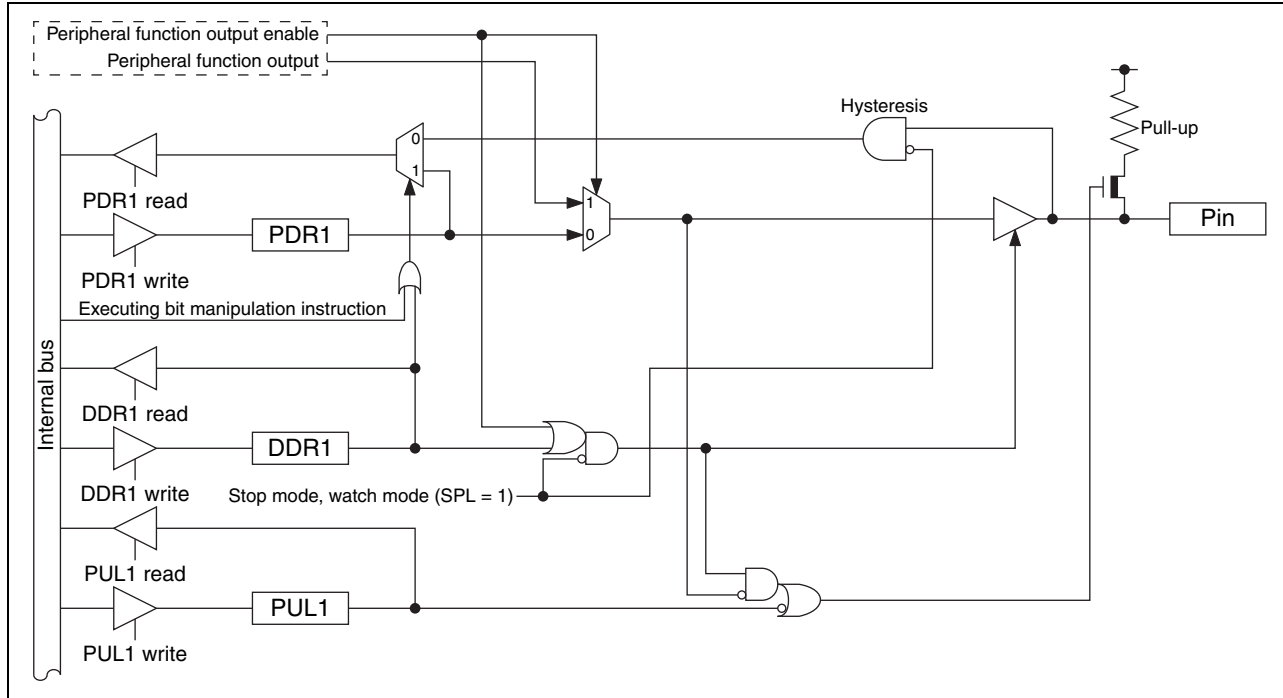 Peripheral function output enable
Peripheral function output
Hysteresis
Pull-up
0
1
PDR1 read
1
0
PDR1
Pin
PDR1 write
Executing bit manipulation instruction
Internal bus
DDR1 read
DDR1
DDR1 write
Stop mode, watch mode (SPL = 1)
PUL1 read
PUL1
PUL1 write